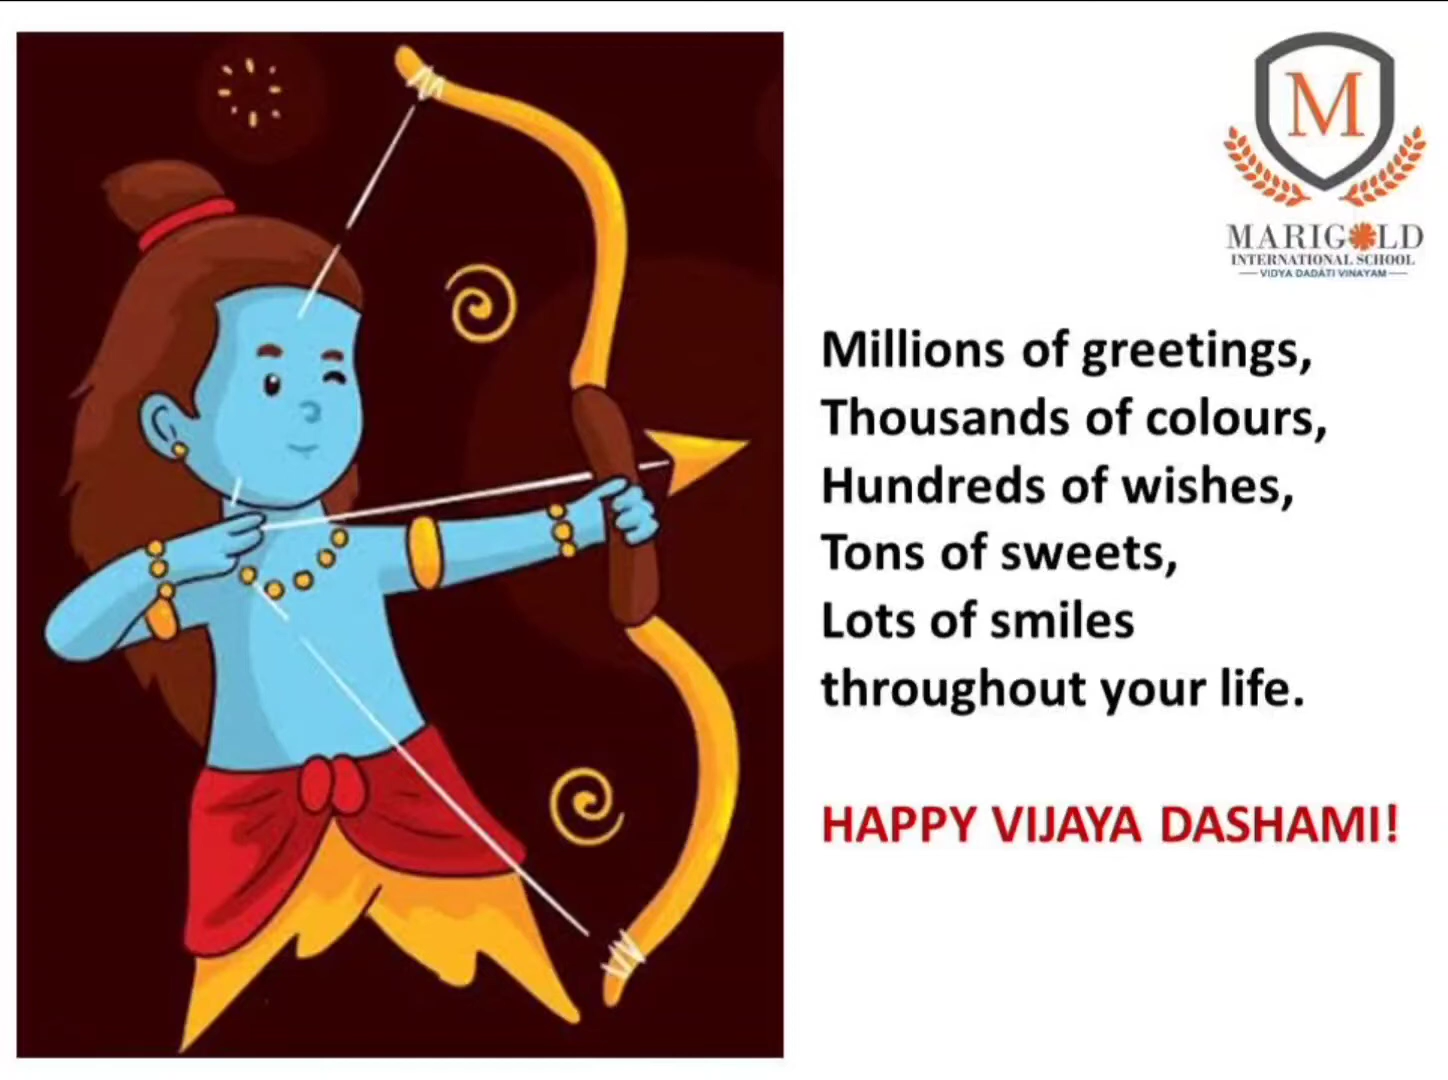 M
MARIGOLD
INTERNATIONAL SCHOOL
VIDYA DADATI VINAYAM
Millions of greetings,
Thousands of colours,
Hundreds of wishes,
Tons of sweets,
Lots of smiles
throughout your life.
HAPPY VIJAYA DASHAMI!